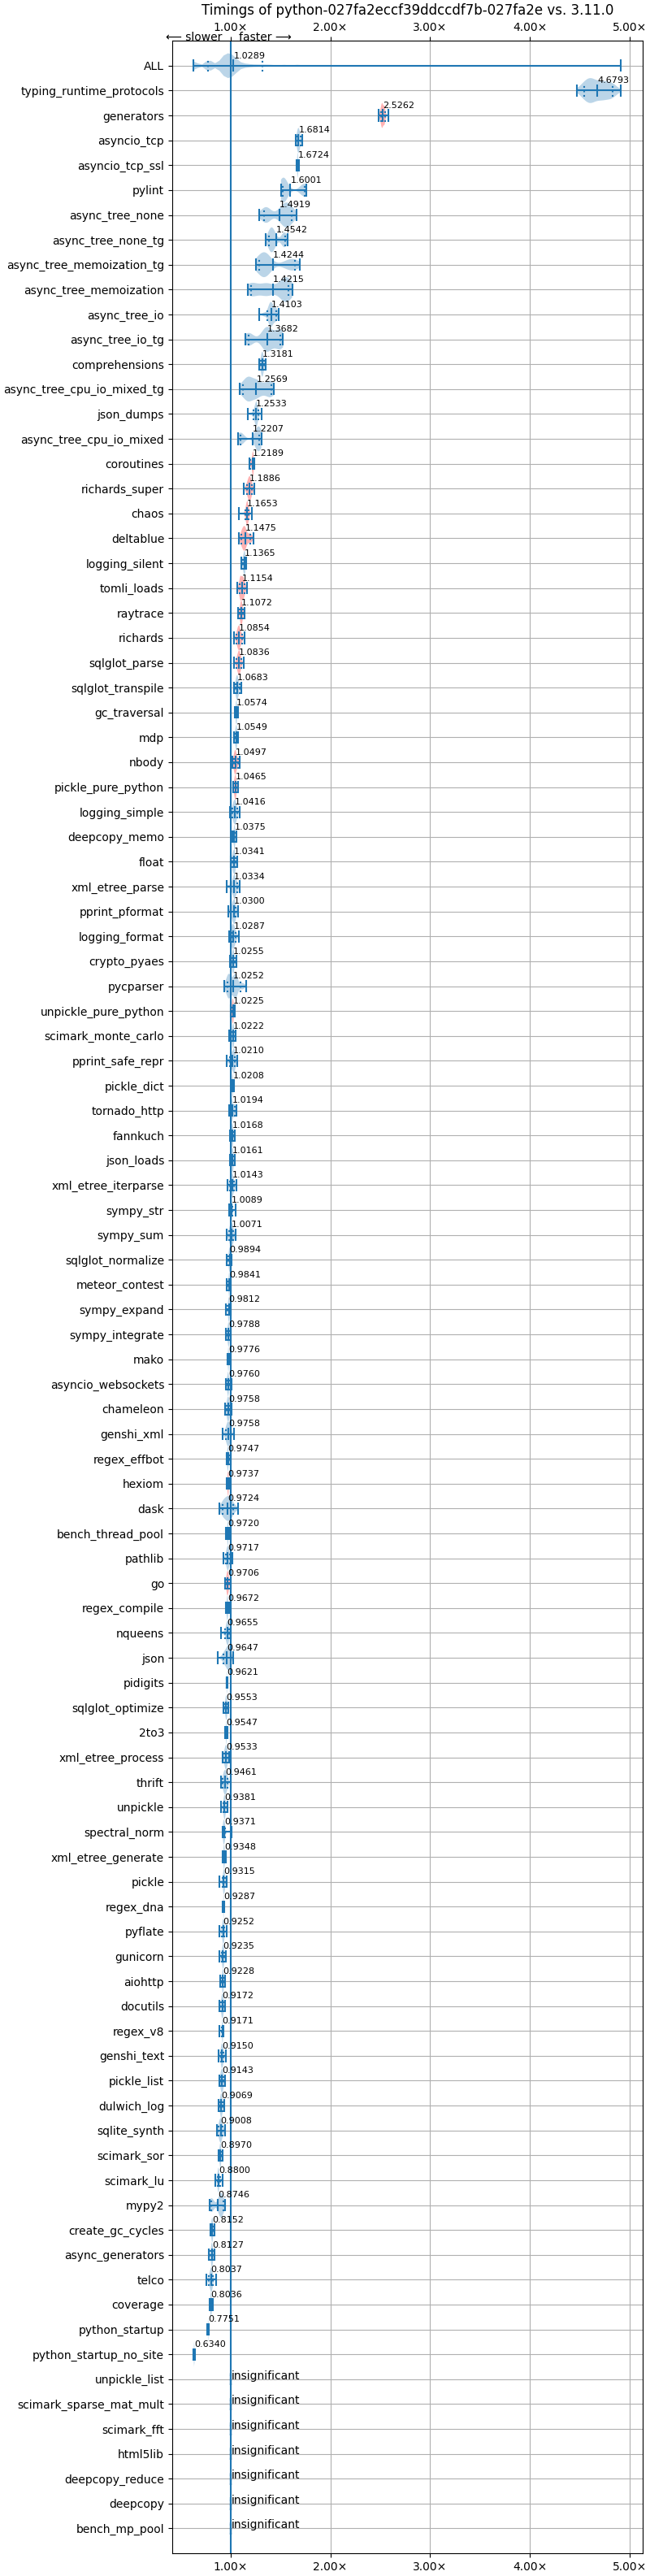 Timings of python-027fa2eccf39ddccdf7b-027fa2e vs. 3.11.0
1.00× 2.00× 3.00× 4.00× 5.00×
⟵ slower faster ⟶
ALL 1.0289
typing_runtime_protocols 4.6793
generators 2.5262
asyncio_tcp 1.6814
asyncio_tcp_ssl 1.6724
pylint 1.6001
async_tree_none 1.4919
async_tree_none_tg 1.4542
async_tree_memoization_tg 1.4244
async_tree_memoization 1.4215
async_tree_io 1.4103
async_tree_io_tg 1.3682
comprehensions 1.3181
async_tree_cpu_io_mixed_tg 1.2569
json_dumps 1.2533
async_tree_cpu_io_mixed 1.2207
coroutines 1.2189
richards_super 1.1886
chaos 1.1653
deltablue 1.1475
logging_silent 1.1365
tomli_loads 1.1154
raytrace 1.1072
richards 1.0854
sqlglot_parse 1.0836
sqlglot_transpile 1.0683
gc_traversal 1.0574
mdp 1.0549
nbody 1.0497
pickle_pure_python 1.0465
logging_simple 1.0416
deepcopy_memo 1.0375
float 1.0341
xml_etree_parse 1.0334
pprint_pformat 1.0300
logging_format 1.0287
crypto_pyaes 1.0255
pycparser 1.0252
unpickle_pure_python 1.0225
scimark_monte_carlo 1.0222
pprint_safe_repr 1.0210
pickle_dict 1.0208
tornado_http 1.0194
fannkuch 1.0168
json_loads 1.0161
xml_etree_iterparse 1.0143
sympy_str 1.0089
sympy_sum 1.0071
sqlglot_normalize 0.9894
meteor_contest 0.9841
sympy_expand 0.9812
sympy_integrate 0.9788
mako 0.9776
asyncio_websockets 0.9760
chameleon 0.9758
genshi_xml 0.9758
regex_effbot 0.9747
hexiom 0.9737
dask 0.9724
bench_thread_pool 0.9720
pathlib 0.9717
go 0.9706
regex_compile 0.9672
nqueens 0.9655
json 0.9647
pidigits 0.9621
sqlglot_optimize 0.9553
2to3 0.9547
xml_etree_process 0.9533
thrift 0.9461
unpickle 0.9381
spectral_norm 0.9371
xml_etree_generate 0.9348
pickle 0.9315
regex_dna 0.9287
pyflate 0.9252
gunicorn 0.9235
aiohttp 0.9228
docutils 0.9172
regex_v8 0.9171
genshi_text 0.9150
pickle_list 0.9143
dulwich_log 0.9069
sqlite_synth 0.9008
scimark_sor 0.8970
scimark_lu 0.8800
mypy2 0.8746
create_gc_cycles 0.8152
async_generators 0.8127
telco 0.8037
coverage 0.8036
python_startup 0.7751
python_startup_no_site 0.6340
unpickle_list insignificant
scimark_sparse_mat_mult insignificant
scimark_fft insignificant
html5lib insignificant
deepcopy_reduce insignificant
deepcopy insignificant
bench_mp_pool insignificant
1.00× 2.00× 3.00× 4.00× 5.00×